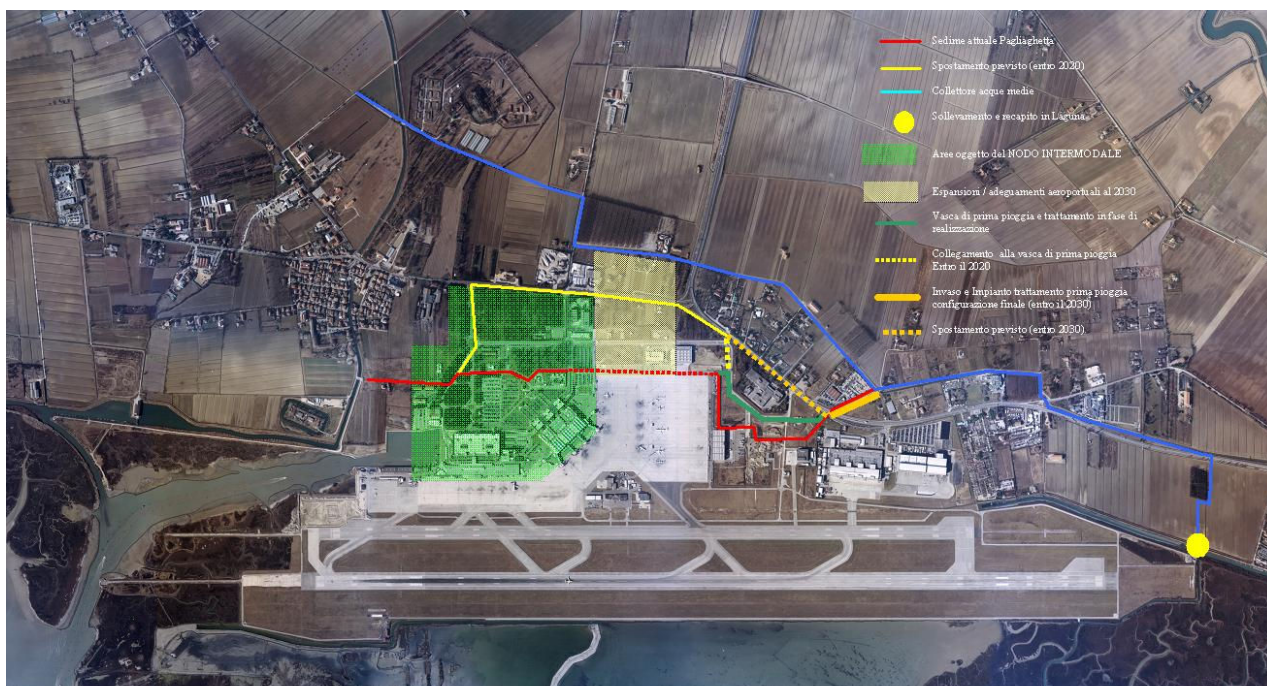 Sedime attuale Pagliaghetta
Spostamento previsto (entro 2020)
Collettore acque medie
Sollevamento e recapito in Laguna
Aree oggetto del NODO INTERMODALE
Espansioni / adeguamenti aeroportuali al 2030
Vasca di prima pioggia e trattamento in fase di
realizzazione
Collegamento alla vasca di prima pioggia
Entro il 2020
Invaso e Impianto trattamento prima pioggia
configurazione finale (entro il 2030)
Spostamento previsto (entro 2030)